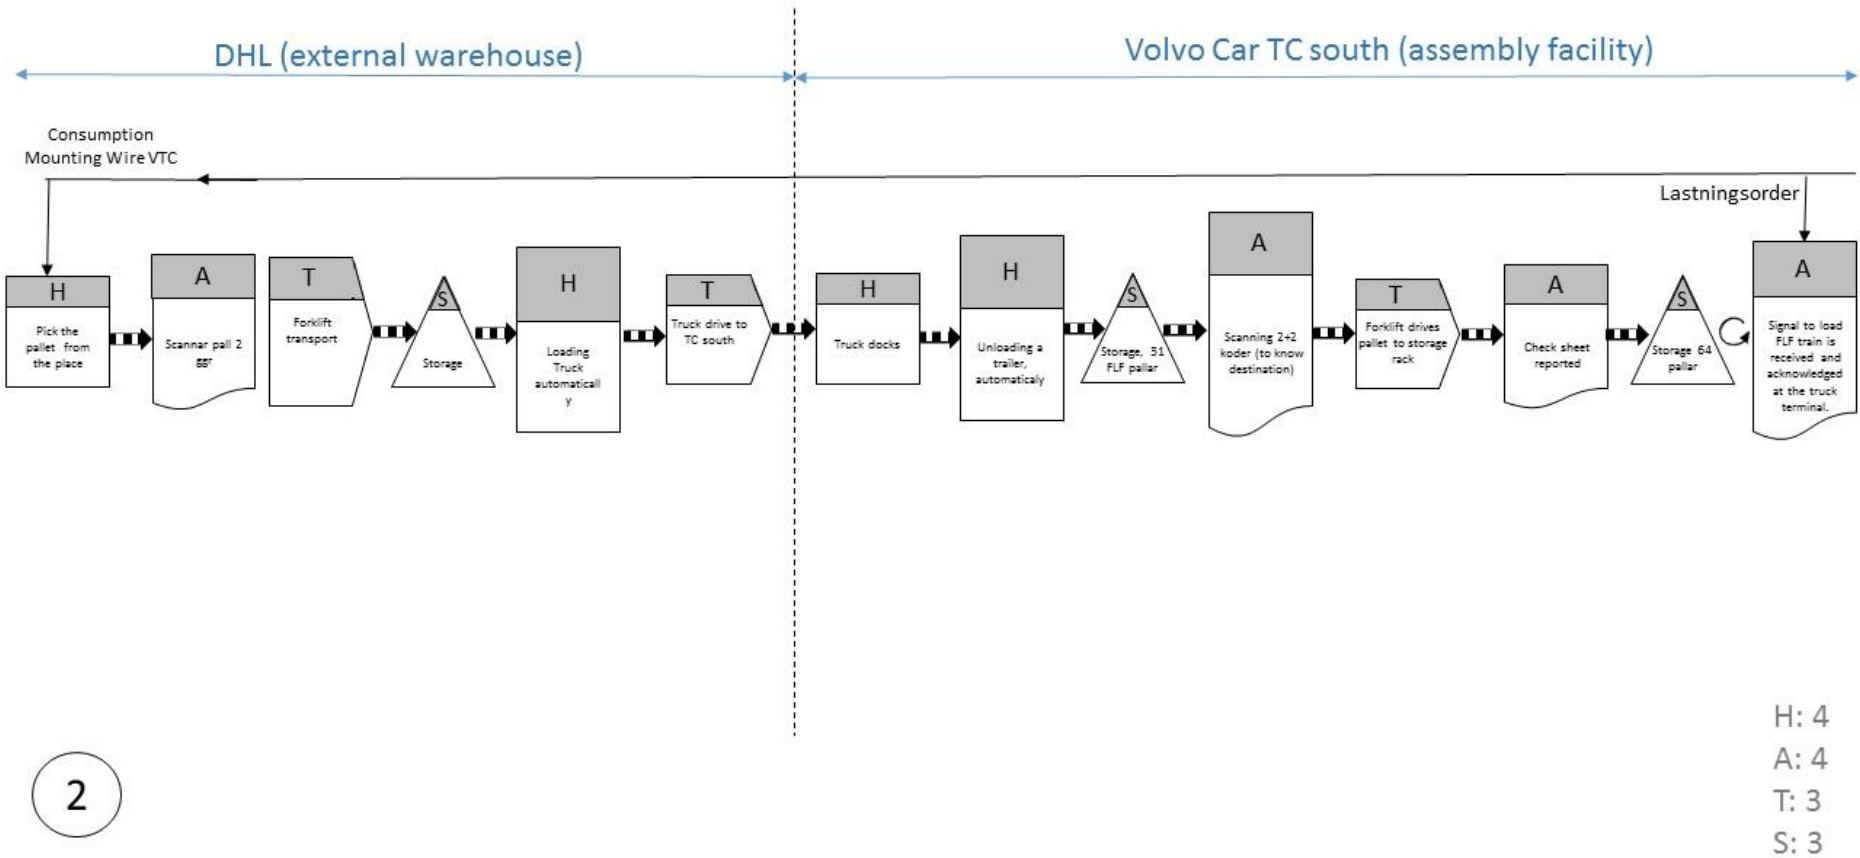 DHL (external warehouse)
Volvo Car TC south (assembly facility)
Consumption
Mounting Wire VTC
Lastningsorder
H
Pick the
pallet from
the place
A
Scannar pall 2
ggr
T
Forklift
transport
S
Storage
H
Loading
Truck
automaticall
y
T
Truck drive to
TC south
H
Truck docks
H
Unloading a
trailer,
automaticaly
S
Storage, 31
FLF pallar
A
Scanning 2+2
koder (to know
destination)
T
Forklift drives
pallet to storage
rack
A
Check sheet
reported
S
Storage 64
pallar
A
Signal to load
FLF train is
received and
acknowledged
at the truck
terminal.
2
H: 4
A: 4
T: 3
S: 3